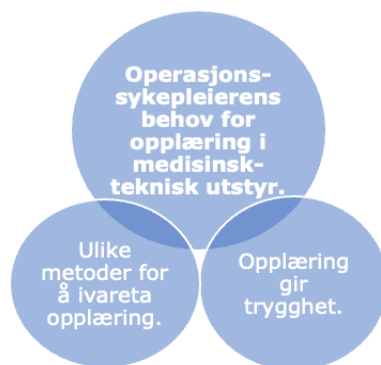 Operasjons-
sykepleierens
behov for
opplæring i
medisinsk-
teknisk utstyr.
Ulike
metoder for
å ivareta
opplæring.
Opplæring
gir
trygghet.